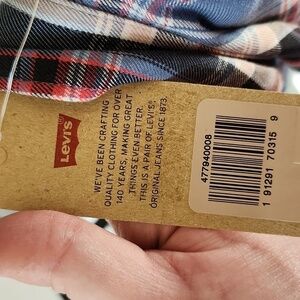 LEVI'S
WE'VE BEEN CRAFTING
QUALITY CLOTHING FOR OVER
140 YEARS, MAKING GREAT
THINGS EVEN BETTER.
THIS IS A PAIR OF LEVI'S
ORIGINAL JEANS SINCE 1873.
477940008
1 91291 70315 9